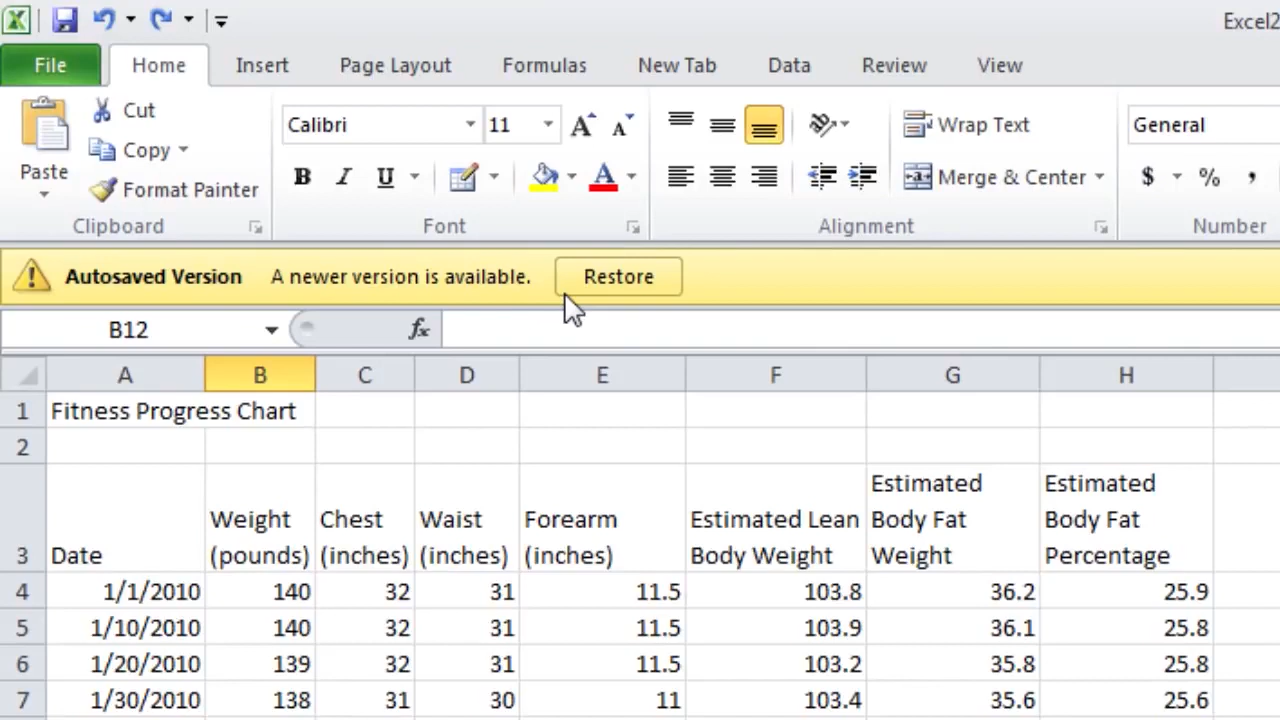 Excel2
File Home Insert Page Layout Formulas New Tab Data Review View
Cut
Calibri 11 Wrap Text General
Copy
Paste
B I U A Merge & Center $ % ,
Format Painter
Clipboard Font Alignment Number
Autosaved Version A newer version is available. Restore
B12 fx
A B C D E F G H
1 Fitness Progress Chart
2
3 Date Weight (pounds) Chest (inches) Waist (inches) Forearm (inches) Estimated Lean Body Weight Estimated Body Fat Weight Estimated Body Fat Percentage
4 1/1/2010 140 32 31 11.5 103.8 36.2 25.9
5 1/10/2010 140 32 31 11.5 103.9 36.1 25.8
6 1/20/2010 139 32 31 11.5 103.2 35.8 25.8
7 1/30/2010 138 31 30 11 103.4 35.6 25.6